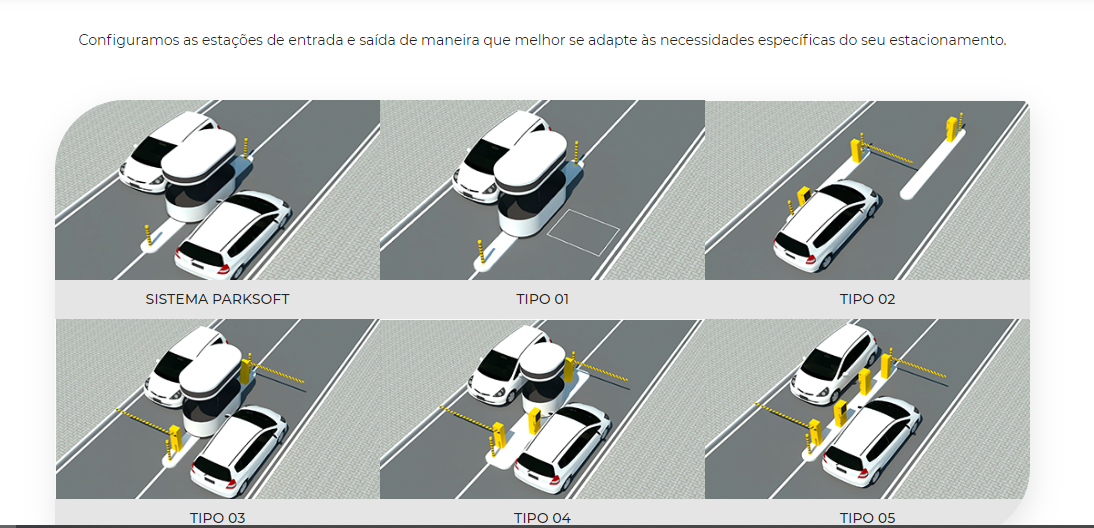 Configuramos as estações de entrada e saída de maneira que melhor se adapte às necessidades específicas do seu estacionamento.
SISTEMA PARKSOFT
TIPO 01
TIPO 02
TIPO 03
TIPO 04
TIPO 05